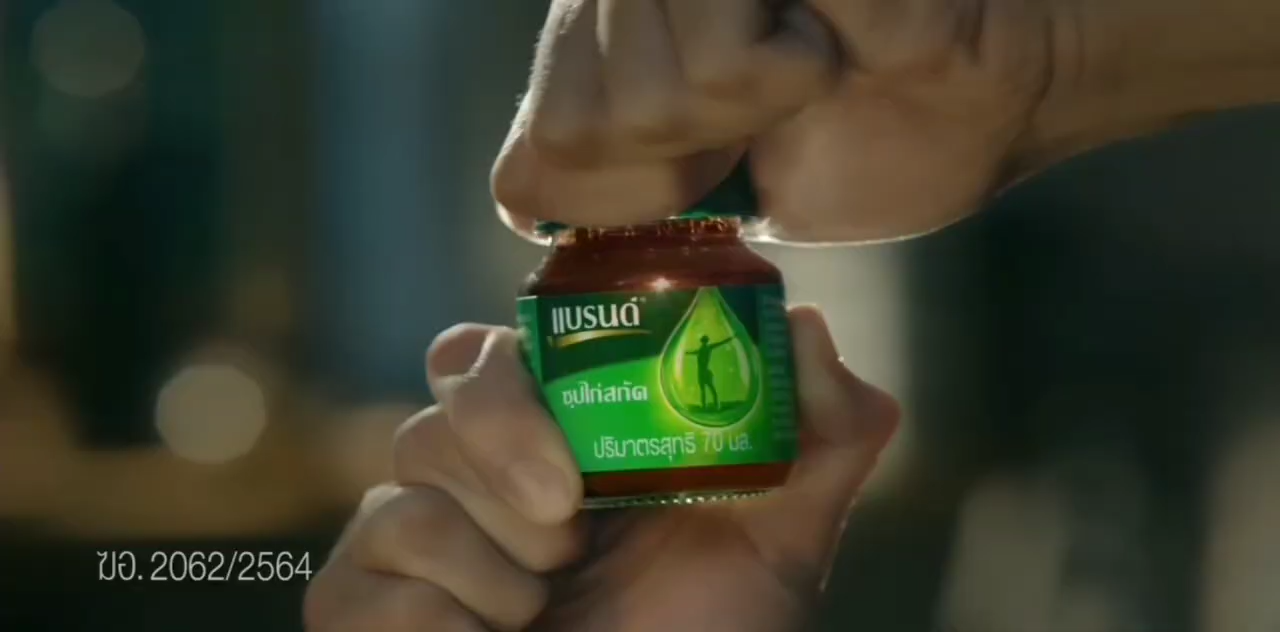 แบรนด์
ซุปไก่สกัด
ปริมาตรสุทธิ 70 มล.
ฆอ. 2062/2564